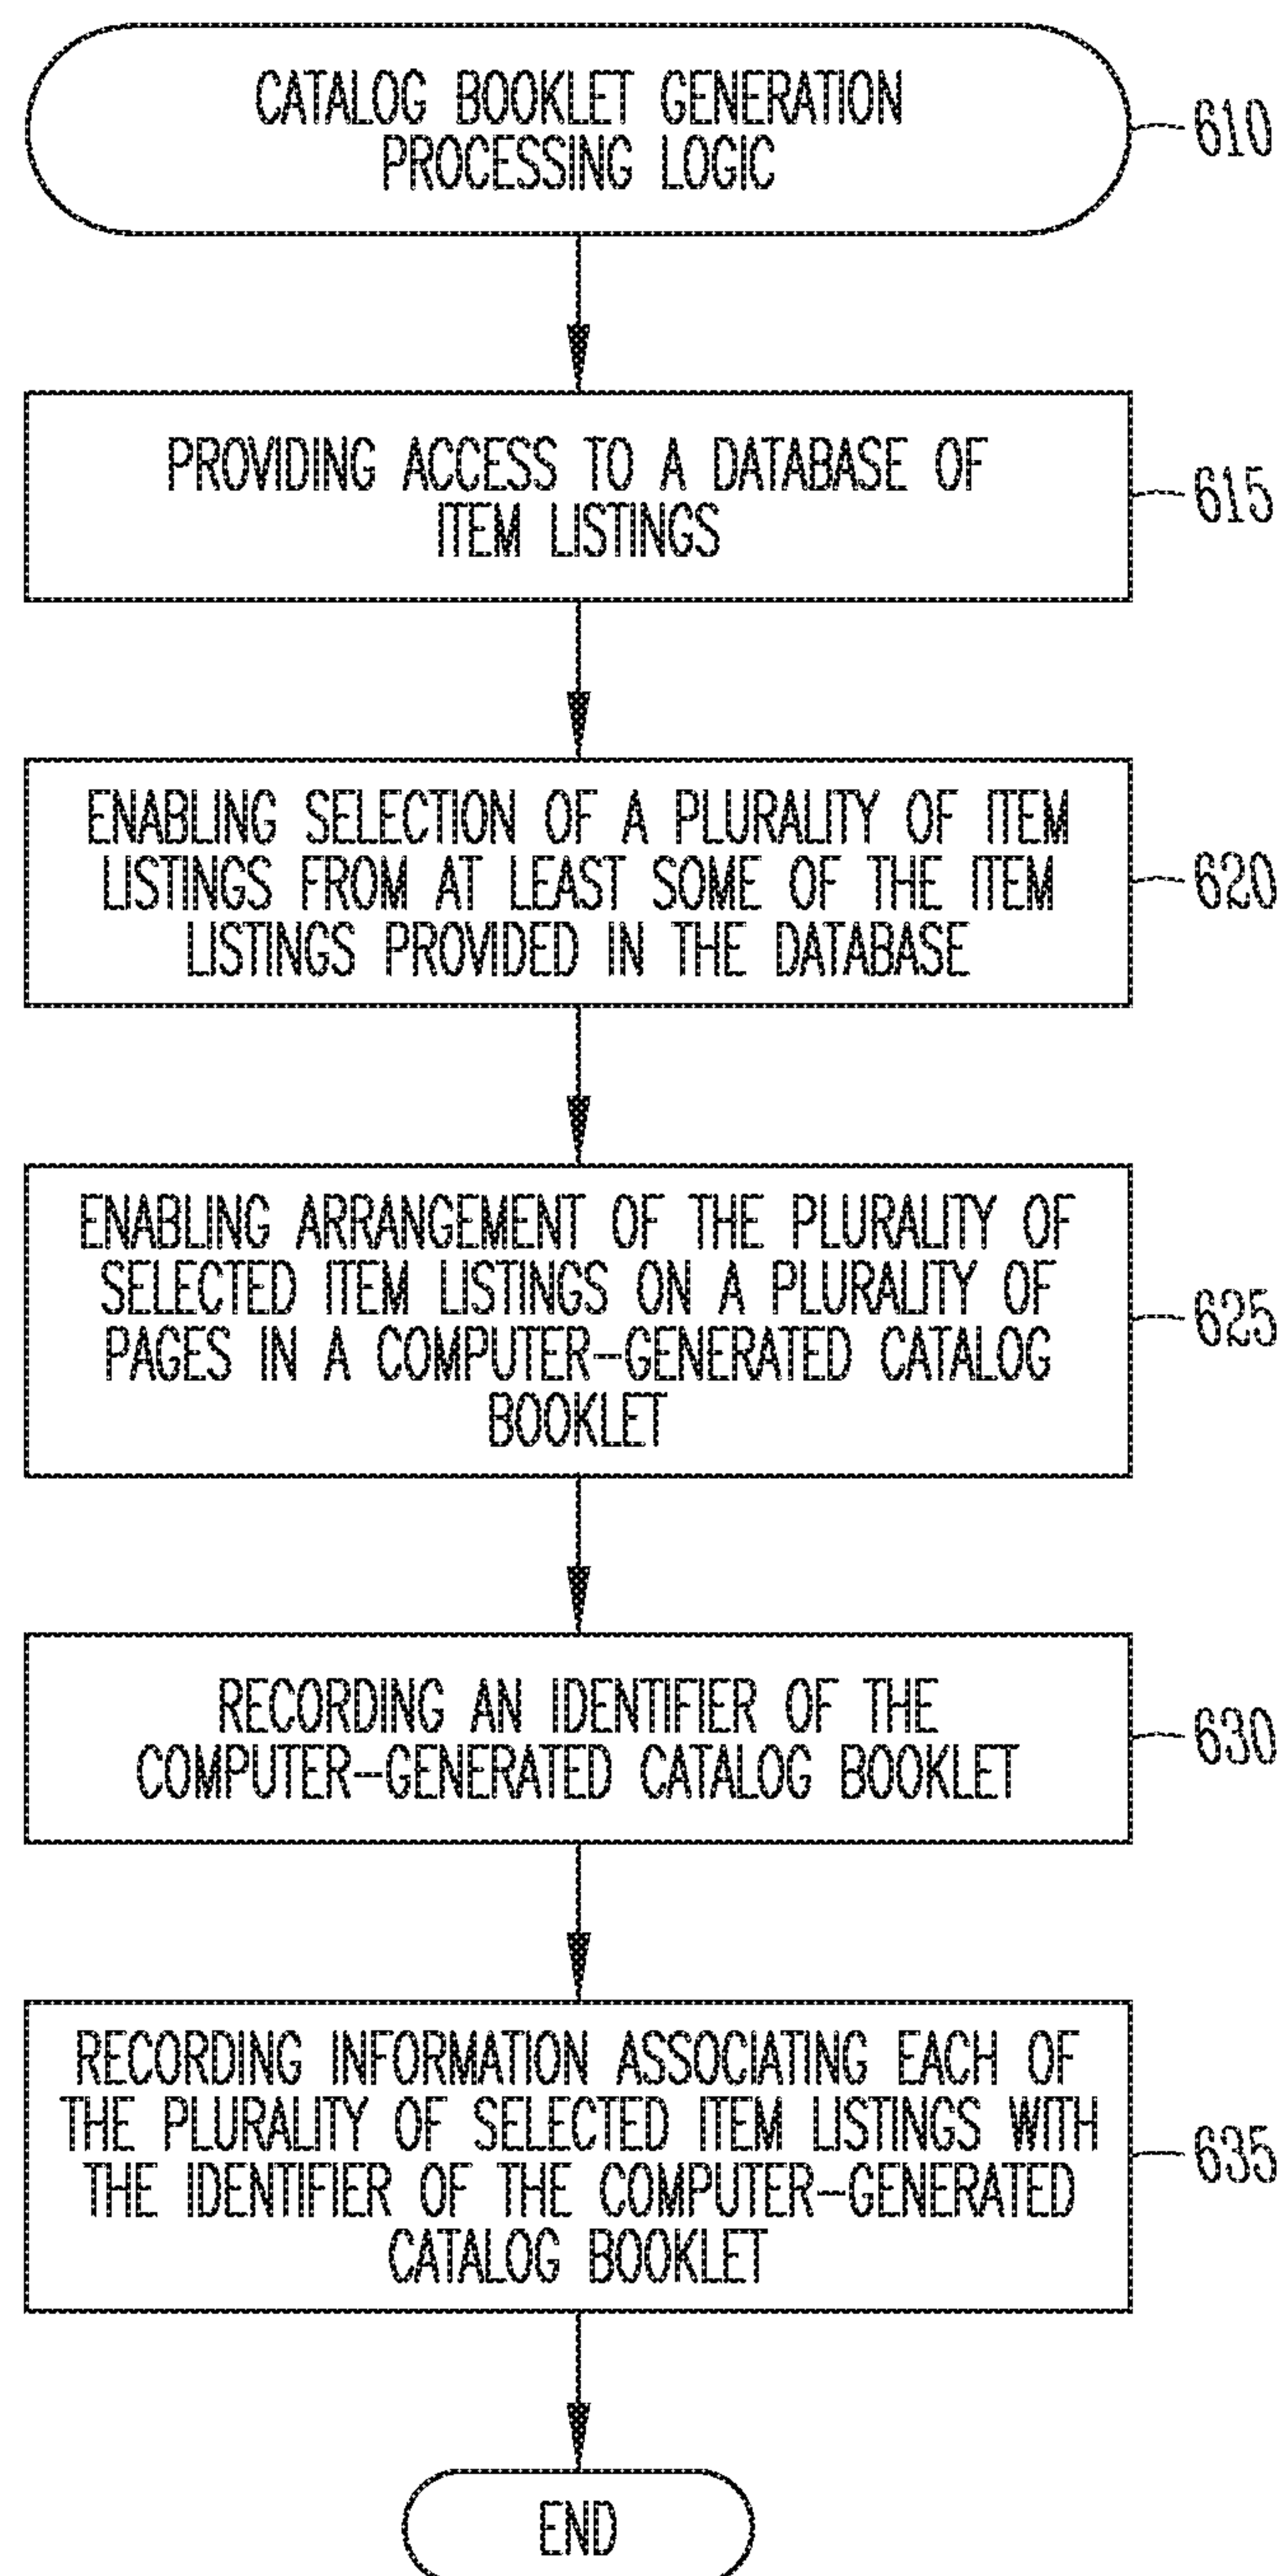 CATALOG BOOKLET GENERATION
PROCESSING LOGIC
610
PROVIDING ACCESS TO A DATABASE OF
ITEM LISTINGS
615
ENABLING SELECTION OF A PLURALITY OF ITEM
LISTINGS FROM AT LEAST SOME OF THE ITEM
LISTINGS PROVIDED IN THE DATABASE
620
ENABLING ARRANGEMENT OF THE PLURALITY OF
SELECTED ITEM LISTINGS ON A PLURALITY OF
PAGES IN A COMPUTER-GENERATED CATALOG
BOOKLET
625
RECORDING AN IDENTIFIER OF THE
COMPUTER-GENERATED CATALOG BOOKLET
630
RECORDING INFORMATION ASSOCIATING EACH OF
THE PLURALITY OF SELECTED ITEM LISTINGS WITH
THE IDENTIFIER OF THE COMPUTER-GENERATED
CATALOG BOOKLET
635
END